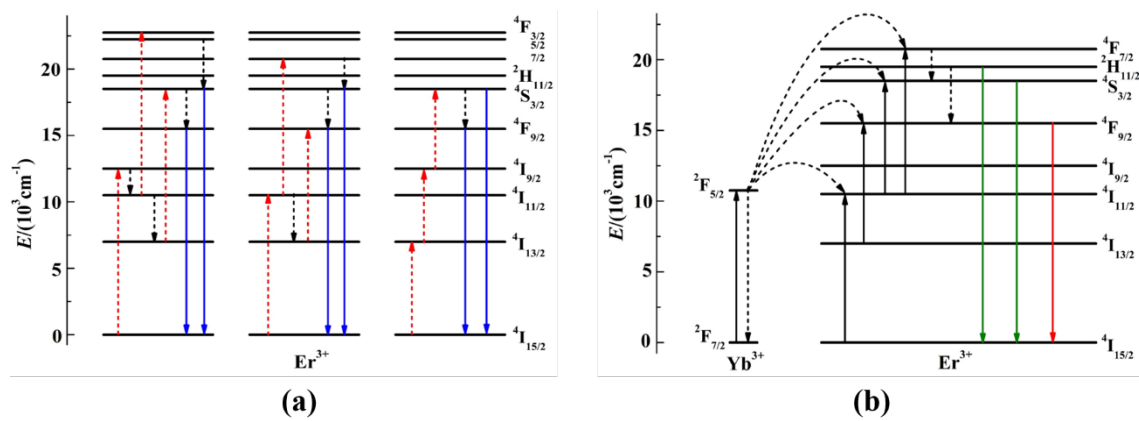 ⁴F₃/₂
₅/₂
₇/₂
²H₁₁/₂
⁴S₃/₂
⁴F₉/₂
⁴I₉/₂
⁴I₁₁/₂
⁴I₁₃/₂
⁴I₁₅/₂
20
15
10
5
0
E/(10³cm⁻¹)
Er³⁺
(a)
⁴F₇/₂
²H₁₁/₂
⁴S₃/₂
⁴F₉/₂
⁴I₉/₂
⁴I₁₁/₂
⁴I₁₃/₂
⁴I₁₅/₂
20
15
10
5
0
E/(10³cm⁻¹)
²F₅/₂
²F₇/₂
Yb³⁺
Er³⁺
(b)